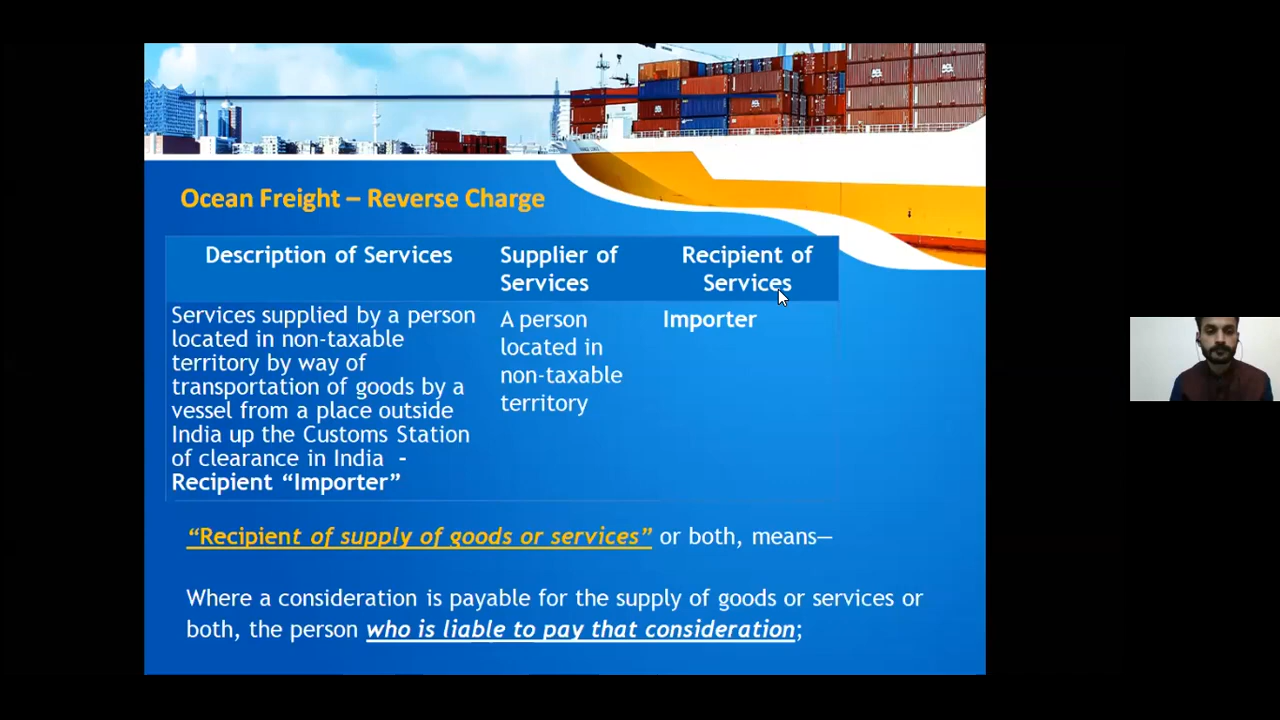 Ocean Freight – Reverse Charge
Description of Services
Supplier of
Services
Recipient of
Services
Services supplied by a person
located in non-taxable
territory by way of
transportation of goods by a
vessel from a place outside
India up the Customs Station
of clearance in India -
Recipient “Importer”
A person
located in
non-taxable
territory
Importer
“Recipient of supply of goods or services” or both, means—
Where a consideration is payable for the supply of goods or services or
both, the person who is liable to pay that consideration;